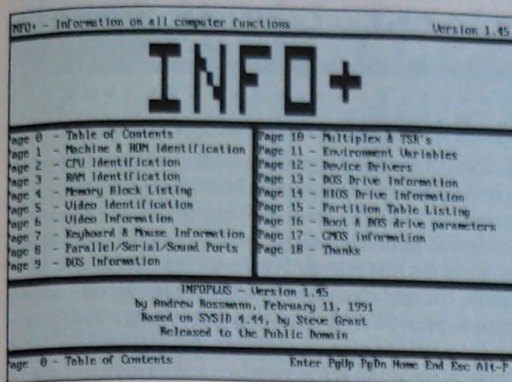 INFO+ - Information on all computer functions Version 1.45
INFO+
Page 0 - Table of Contents
Page 1 - Machine & ROM Identification
Page 2 - CPU Identification
Page 3 - RAM Identification
Page 4 - Memory Block Listing
Page 5 - Video Identification
Page 6 - Video Information
Page 7 - Keyboard & Mouse Information
Page 8 - Parallel/Serial/Sound Ports
Page 9 - DOS Information
Page 10 - Multiplex & TSR's
Page 11 - Environment Variables
Page 12 - Device Drivers
Page 13 - DOS Drive Information
Page 14 - BIOS Drive Information
Page 15 - Partition Table Listing
Page 16 - Boot & DOS drive parameters
Page 17 - CMOS information
Page 18 - Thanks
INFOPLUS - Version 1.45
by Andrew Rossmann, February 11, 1991
Based on SYSID 4.44, by Steve Grant
Released to the Public Domain
Page 0 - Table of Contents Enter PgUp PgDn Home End Esc Alt-P